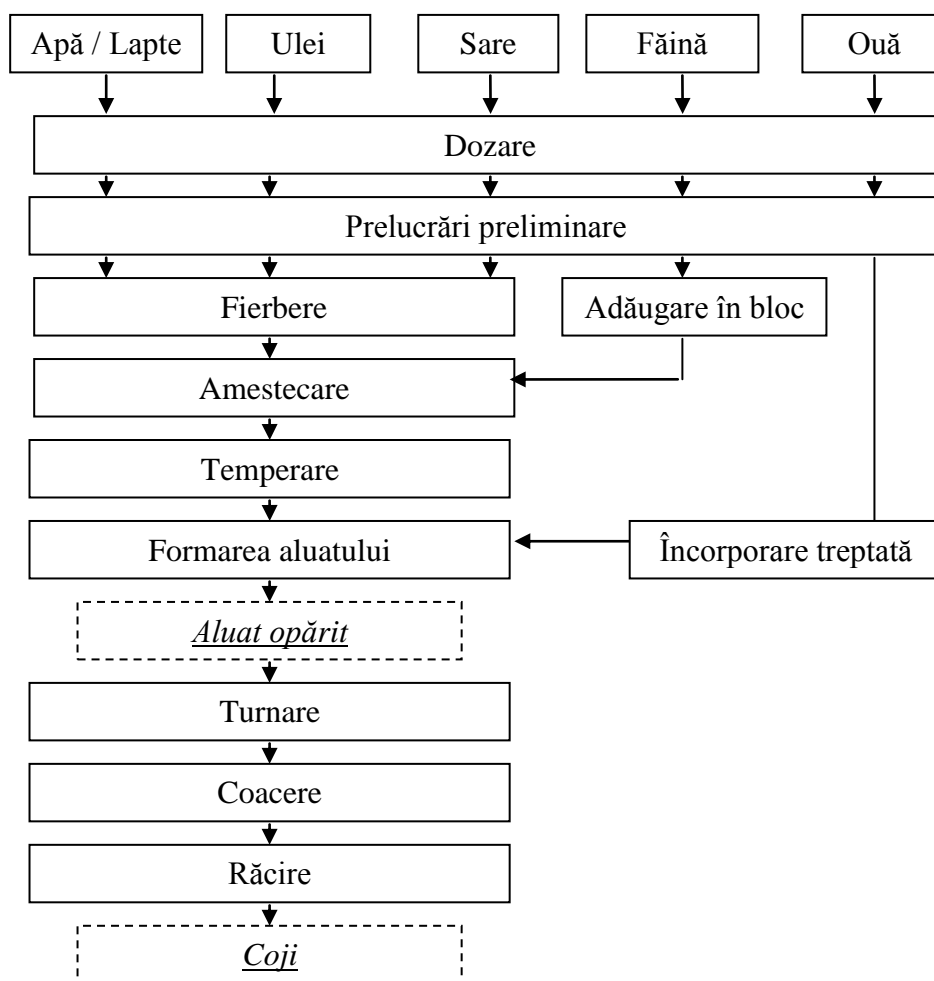 Apă / Lapte
Ulei
Sare
Făină
Ouă
Dozare
Prelucrări preliminare
Fierbere
Adăugare în bloc
Amestecare
Temperare
Formarea aluatului
Încorporare treptată
Aluat opărit
Turnare
Coacere
Răcire
Coji